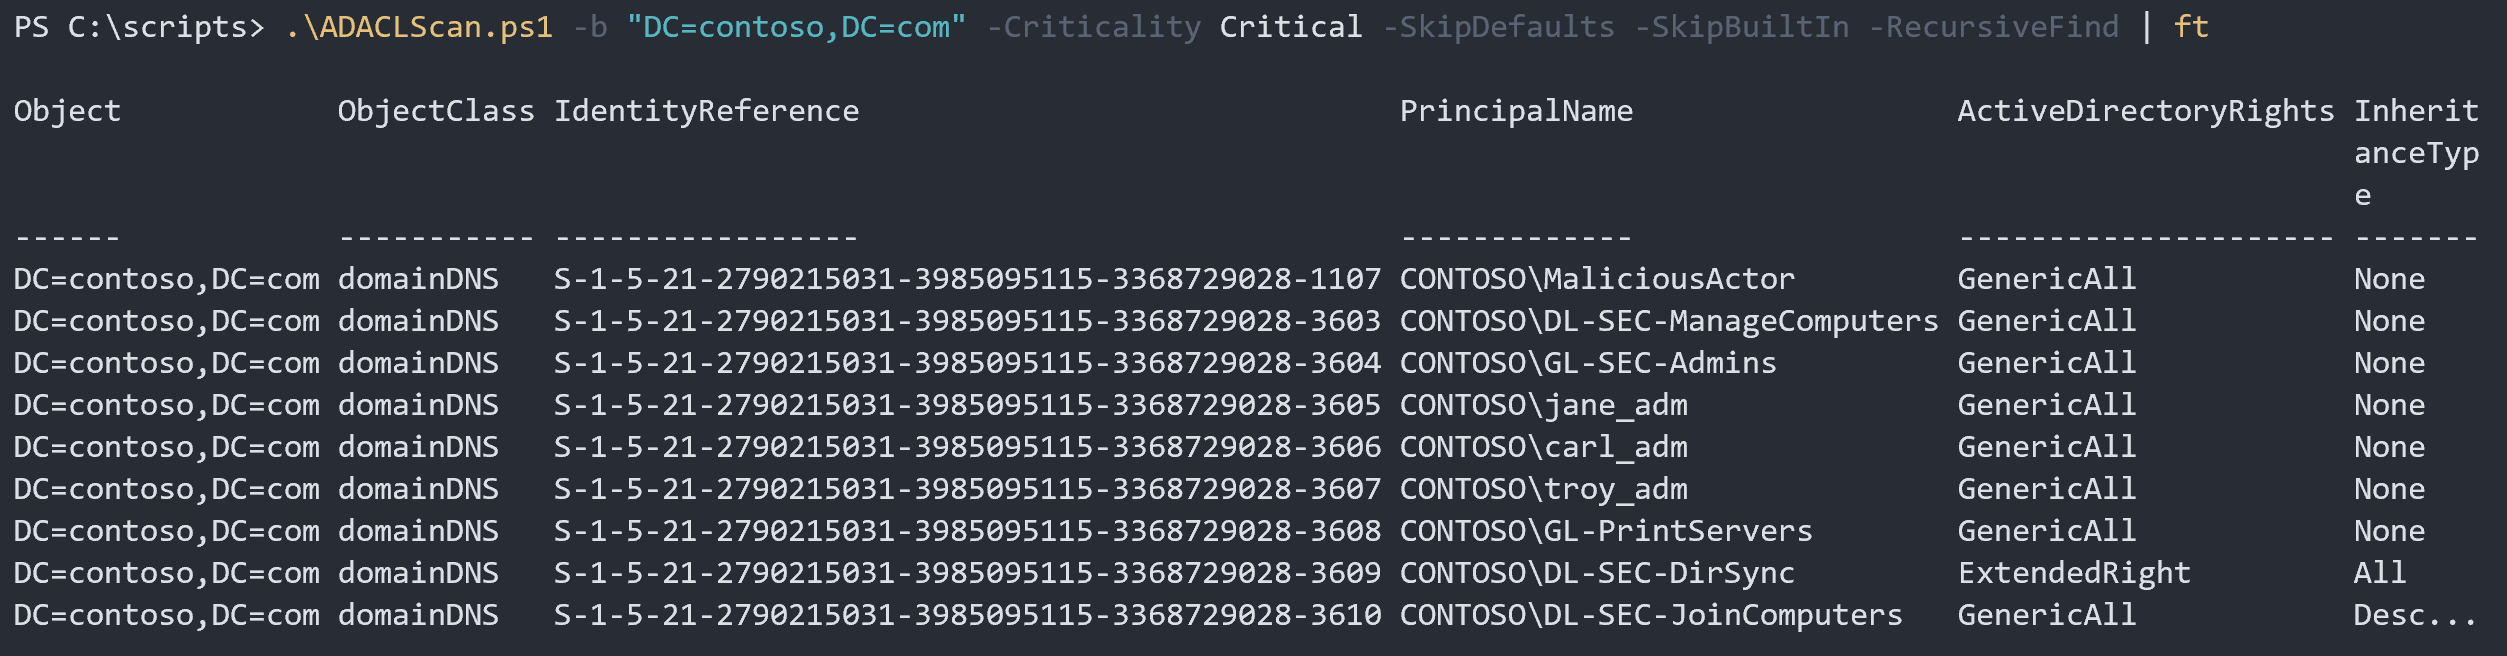 PS C:\scripts> .\ADACLScan.ps1 -b "DC=contoso,DC=com" -Criticality Critical -SkipDefaults -SkipBuiltIn -RecursiveFind | ft
Object ObjectClass IdentityReference PrincipalName ActiveDirectoryRights Inherit
anceTyp
e
------ ----------- ----------------- ------------- --------------------- -------
DC=contoso,DC=com domainDNS S-1-5-21-2790215031-3985095115-3368729028-1107 CONTOSO\MaliciousActor GenericAll None
DC=contoso,DC=com domainDNS S-1-5-21-2790215031-3985095115-3368729028-3603 CONTOSO\DL-SEC-ManageComputers GenericAll None
DC=contoso,DC=com domainDNS S-1-5-21-2790215031-3985095115-3368729028-3604 CONTOSO\GL-SEC-Admins GenericAll None
DC=contoso,DC=com domainDNS S-1-5-21-2790215031-3985095115-3368729028-3605 CONTOSO\jane_adm GenericAll None
DC=contoso,DC=com domainDNS S-1-5-21-2790215031-3985095115-3368729028-3606 CONTOSO\carl_adm GenericAll None
DC=contoso,DC=com domainDNS S-1-5-21-2790215031-3985095115-3368729028-3607 CONTOSO\troy_adm GenericAll None
DC=contoso,DC=com domainDNS S-1-5-21-2790215031-3985095115-3368729028-3608 CONTOSO\GL-PrintServers GenericAll None
DC=contoso,DC=com domainDNS S-1-5-21-2790215031-3985095115-3368729028-3609 CONTOSO\DL-SEC-DirSync ExtendedRight All
DC=contoso,DC=com domainDNS S-1-5-21-2790215031-3985095115-3368729028-3610 CONTOSO\DL-SEC-JoinComputers GenericAll Desc...